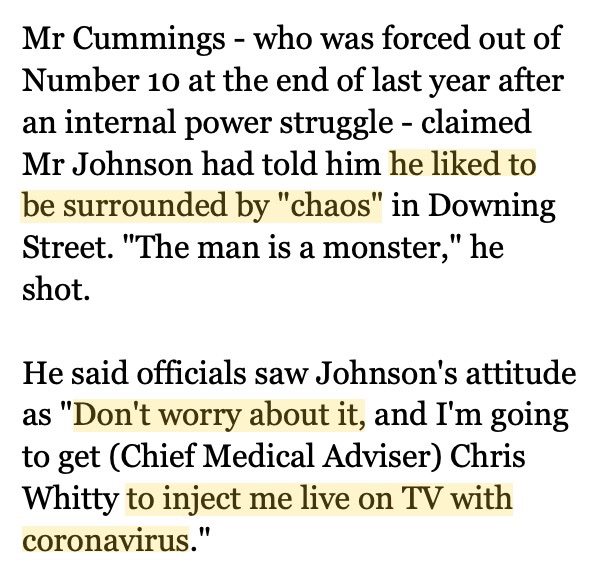 Mr Cummings - who was forced out of
Number 10 at the end of last year after
an internal power struggle - claimed
Mr Johnson had told him he liked to
be surrounded by "chaos" in Downing
Street. "The man is a monster," he
shot.
He said officials saw Johnson's attitude
as "Don't worry about it, and I'm going
to get (Chief Medical Adviser) Chris
Whitty to inject me live on TV with
coronavirus."